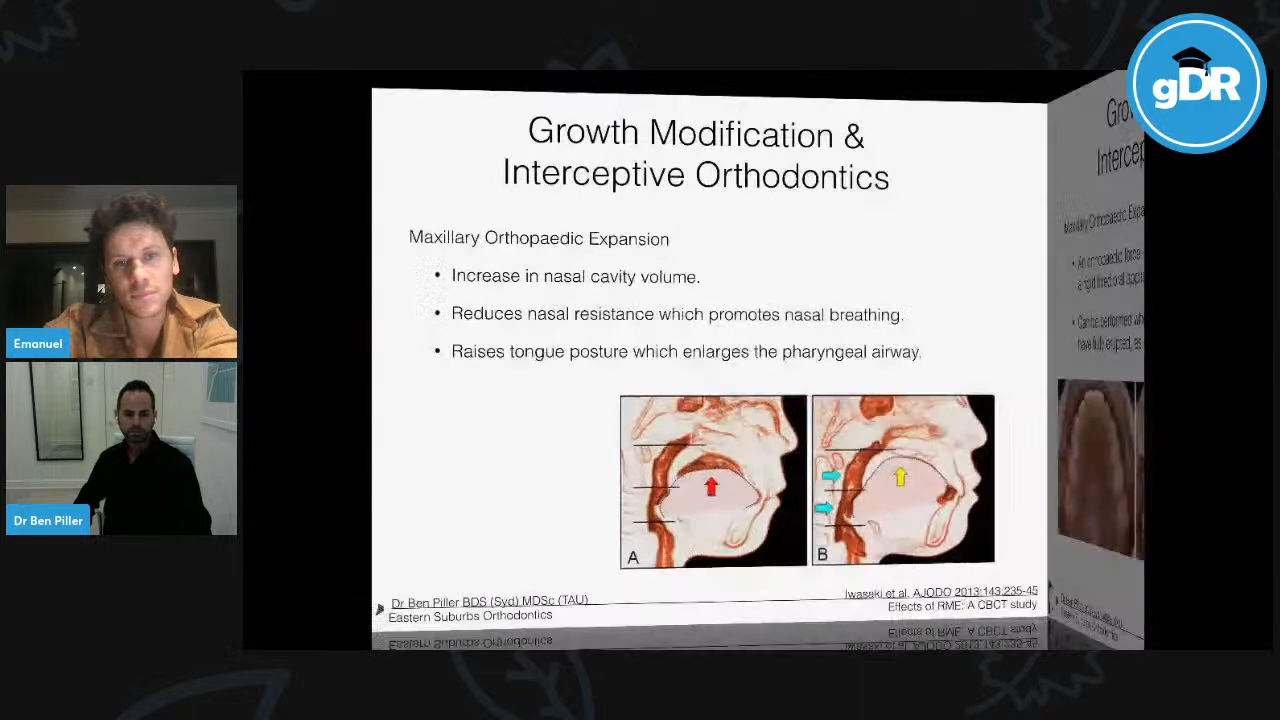 gDR
Growth Modification &
Interceptive Orthodontics
Maxillary Orthopaedic Expansion
• Increase in nasal cavity volume.
• Reduces nasal resistance which promotes nasal breathing.
• Raises tongue posture which enlarges the pharyngeal airway.
A
B
Dr Ben Piller BDS (Syd) MDSc (TAU)
Eastern Suburbs Orthodontics
Iwasaki et al. AJODO 2013:143.235-45
Effects of RME: A CBCT study
Emanuel
Dr Ben Piller